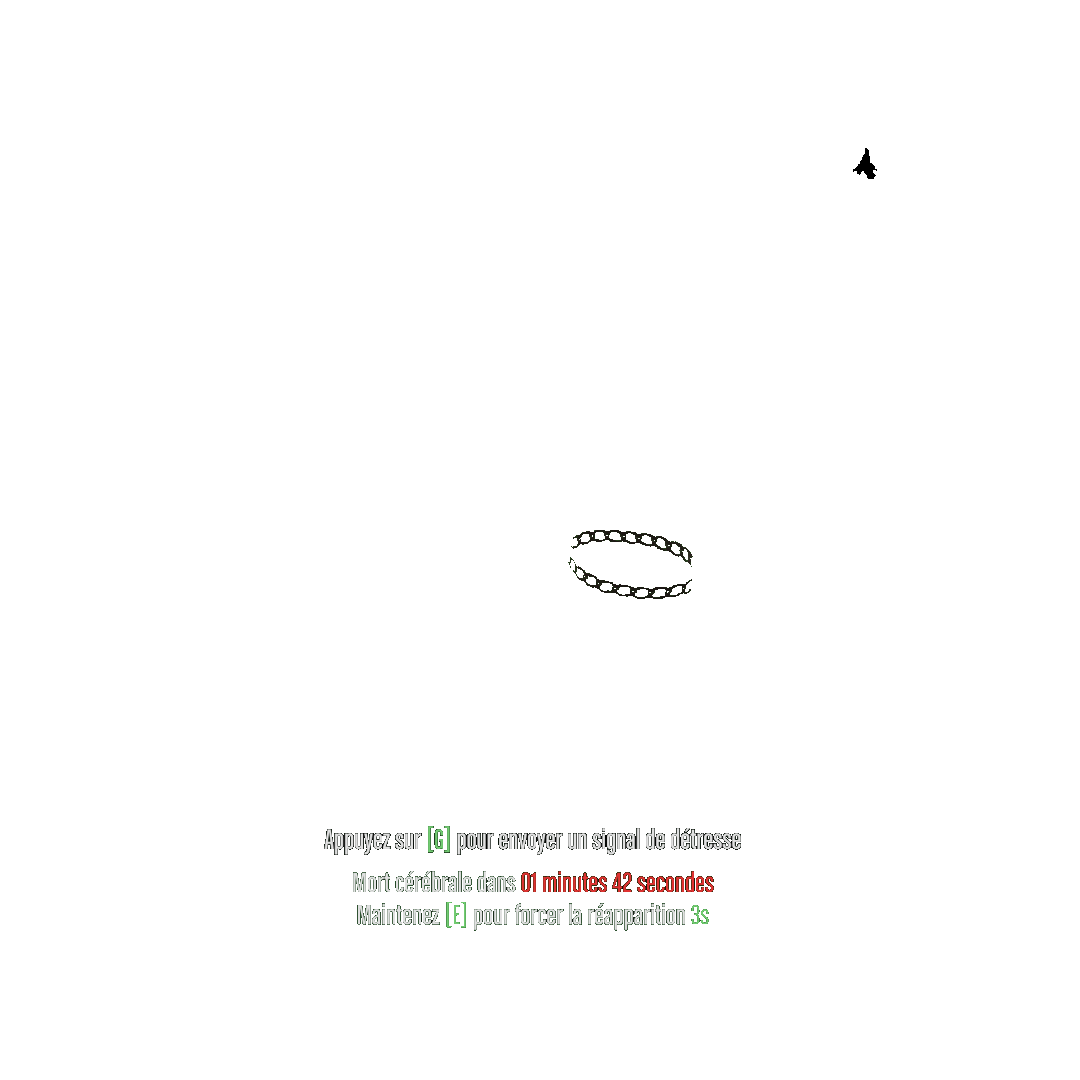 Appuyez sur [G] pour envoyer un signal de détresse
Mort cérébrale dans 01 minutes 42 secondes
Maintenez [E] pour forcer la réapparition 3s